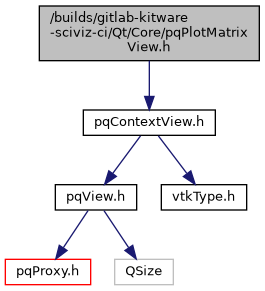 /builds/gitlab-kitware
-sciviz-ci/Qt/Core/pqPlotMatrix
View.h
pqContextView.h
pqView.h
vtkType.h
pqProxy.h
QSize